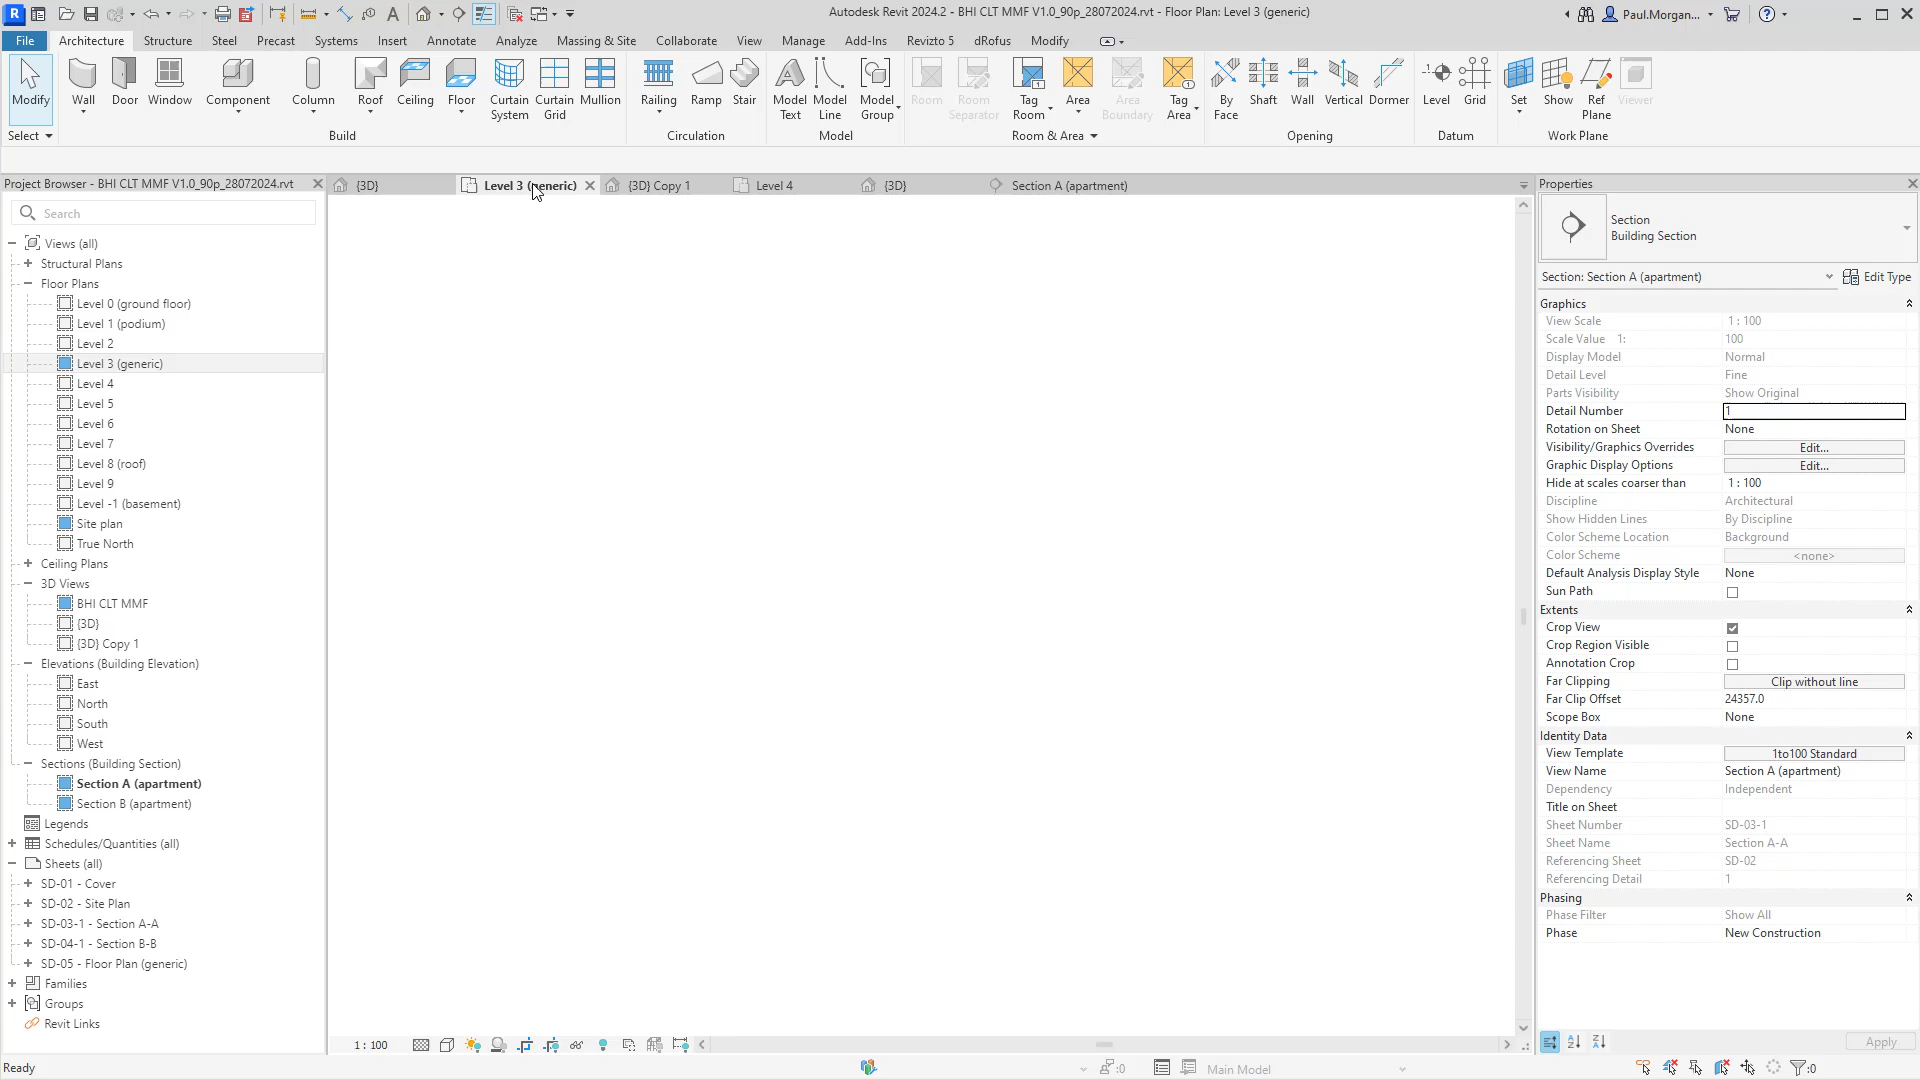 R
Autodesk Revit 2024.2 - BHI CLT MMF V1.0_90p_28072024.rvt - Floor Plan: Level 3 (generic)
Paul.Morgan...
File Architecture Structure Steel Precast Systems Insert Annotate Analyze Massing & Site Collaborate View Manage Add-Ins Revizto 5 dRofus Modify
Modify Wall Door Window Component Column Roof Ceiling Floor Curtain System Curtain Grid Mullion Railing Ramp Stair Model Text Model Line Model Group Room Room Separator Tag Room Area Area Boundary Tag Area By Face Shaft Wall Vertical Dormer Level Grid Set Show Ref Plane Viewer
Select Build Circulation Model Room & Area Opening Datum Work Plane
Project Browser - BHI CLT MMF V1.0_90p_28072024.rvt
{3D} Level 3 (generic) {3D} Copy 1 Level 4 {3D} Section A (apartment)
Search
Views (all)
Structural Plans
Floor Plans
Level 0 (ground floor)
Level 1 (podium)
Level 2
Level 3 (generic)
Level 4
Level 5
Level 6
Level 7
Level 8 (roof)
Level 9
Level -1 (basement)
Site plan
True North
Ceiling Plans
3D Views
BHI CLT MMF
{3D}
{3D} Copy 1
Elevations (Building Elevation)
East
North
South
West
Sections (Building Section)
Section A (apartment)
Section B (apartment)
Legends
Schedules/Quantities (all)
Sheets (all)
SD-01 - Cover
SD-02 - Site Plan
SD-03-1 - Section A-A
SD-04-1 - Section B-B
SD-05 - Floor Plan (generic)
Families
Groups
Revit Links
Properties
Section
Building Section
Section: Section A (apartment) Edit Type
Graphics
View Scale 1 : 100
Scale Value 1: 100
Display Model Normal
Detail Level Fine
Parts Visibility Show Original
Detail Number 1
Rotation on Sheet None
Visibility/Graphics Overrides Edit...
Graphic Display Options Edit...
Hide at scales coarser than 1 : 100
Discipline Architectural
Show Hidden Lines By Discipline
Color Scheme Location Background
Color Scheme <none>
Default Analysis Display Style None
Sun Path
Extents
Crop View
Crop Region Visible
Annotation Crop
Far Clipping Clip without line
Far Clip Offset 24357.0
Scope Box None
Identity Data
View Template 1to100 Standard
View Name Section A (apartment)
Dependency Independent
Title on Sheet
Sheet Number SD-03-1
Sheet Name Section A-A
Referencing Sheet SD-02
Referencing Detail 1
Phasing
Phase Filter Show All
Phase New Construction
1 : 100
Apply
Ready :0 Main Model :0